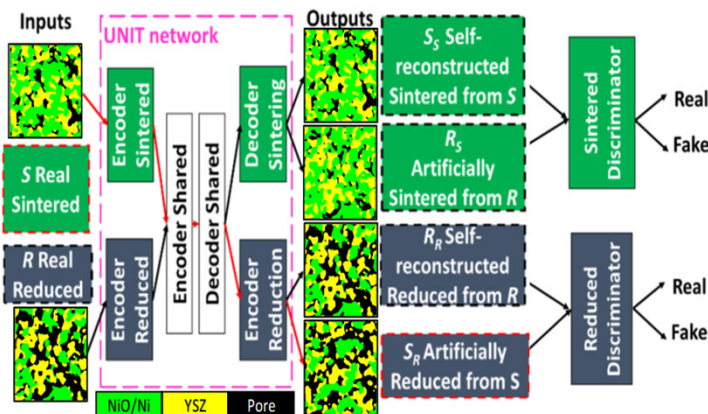 Inputs
UNIT network
Outputs
S Real
Sintered
R Real
Reduced
Encoder
Sintered
Encoder
Reduced
Encoder Shared
Decoder Shared
Decoder
Sintering
Encoder
Reduction
S_S Self-
reconstructed
Sintered from S
R_S
Artificially
Sintered from R
R_R Self-
reconstructed
Reduced from R
S_R Artificially
Reduced from S
Sintered
Discriminator
Real
Fake
Reduced
Discriminator
Real
Fake
NiO/Ni
YSZ
Pore